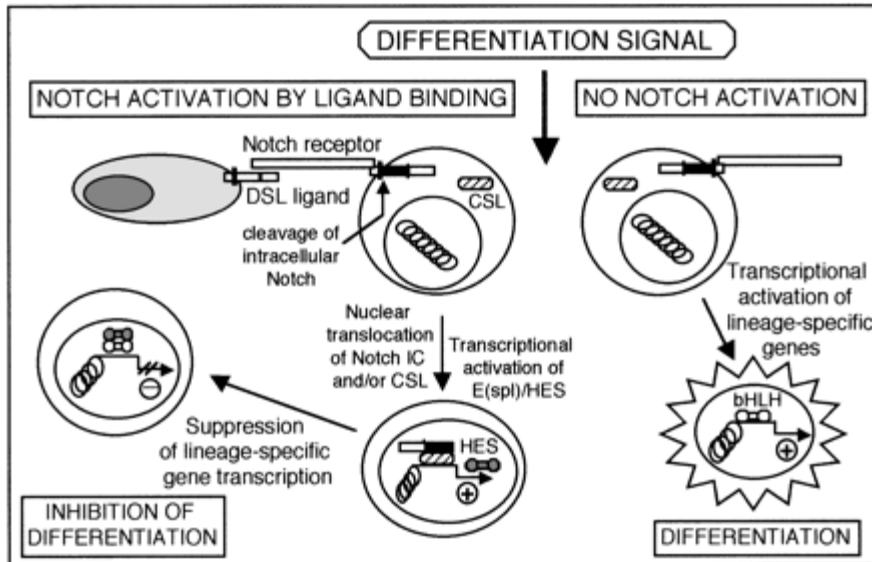 DIFFERENTIATION SIGNAL
NOTCH ACTIVATION BY LIGAND BINDING
NO NOTCH ACTIVATION
Notch receptor
DSL ligand
CSL
cleavage of
intracellular
Notch
Nuclear
translocation
of Notch IC
and/or CSL
Transcriptional
activation of
E(spl)/HES
Transcriptional
activation of
lineage-specific
genes
Suppression
of lineage-specific
gene transcription
HES
bHLH
INHIBITION OF
DIFFERENTIATION
DIFFERENTIATION